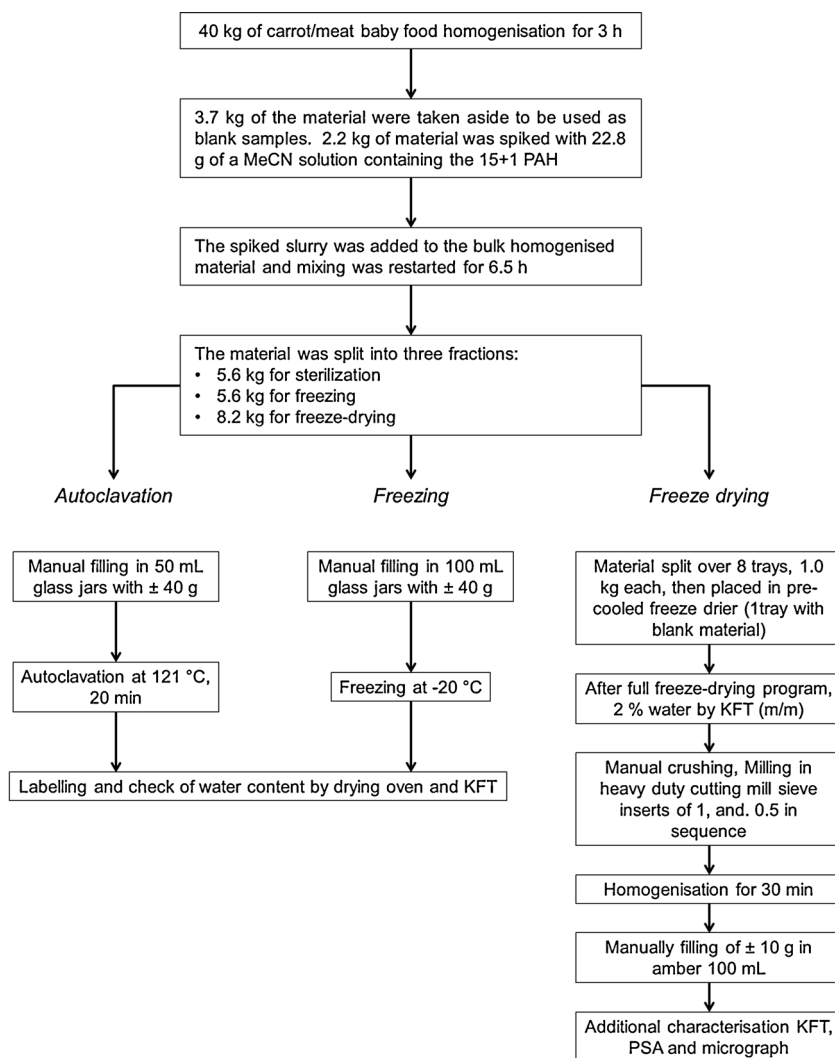 40 kg of carrot/meat baby food homogenisation for 3 h
3.7 kg of the material were taken aside to be used as
blank samples.  2.2 kg of material was spiked with 22.8
g of a MeCN solution containing the 15+1 PAH
The spiked slurry was added to the bulk homogenised
material and mixing was restarted for 6.5 h
The material was split into three fractions:
• 5.6 kg for sterilization
• 5.6 kg for freezing
• 8.2 kg for freeze-drying
Autoclavation
Manual filling in 50 mL
glass jars with ± 40 g
Autoclavation at 121 °C,
20 min
Freezing
Manual filling in 100 mL
glass jars with ± 40 g
Freezing at -20 °C
Labelling and check of water content by drying oven and KFT
Freeze drying
Material split over 8 trays, 1.0
kg each, then placed in pre-
cooled freeze drier (1tray with
blank material)
After full freeze-drying program,
2 % water by KFT (m/m)
Manual crushing, Milling in
heavy duty cutting mill sieve
inserts of 1, and. 0.5 in
sequence
Homogenisation for 30 min
Manually filling of ± 10 g in
amber 100 mL
Additional characterisation KFT,
PSA and micrograph